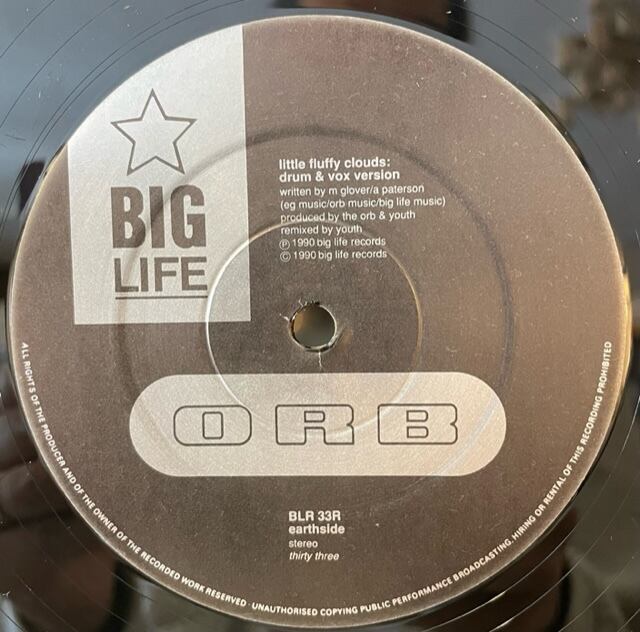 BIG
LIFE
little fluffy clouds:
drum & vox version
written by m glover/a paterson
(eg music/orb music/big life music)
produced by the orb & youth
remixed by youth
℗ 1990 big life records
© 1990 big life records
ORB
BLR 33R
earthside
stereo
thirty three
ALL RIGHTS OF THE PRODUCER AND OF THE OWNER OF THE RECORDED WORK RESERVED · UNAUTHORISED COPYING PUBLIC PERFORMANCE BROADCASTING, HIRING OR RENTAL OF THIS RECORDING PROHIBITED